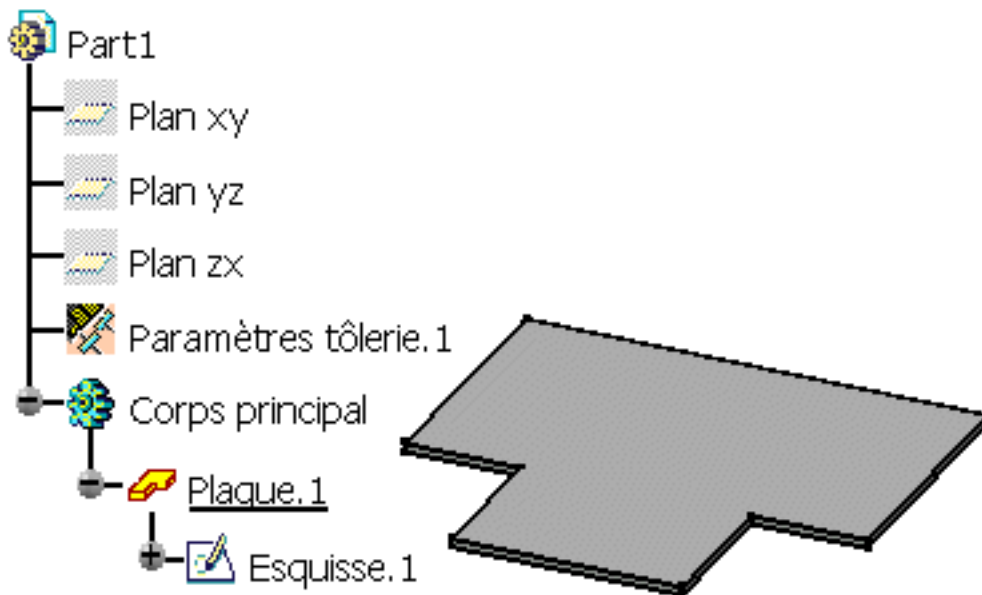 Part1
Plan xy
Plan yz
Plan zx
Paramètres tôlerie.1
Corps principal
Plaque.1
Esquisse.1